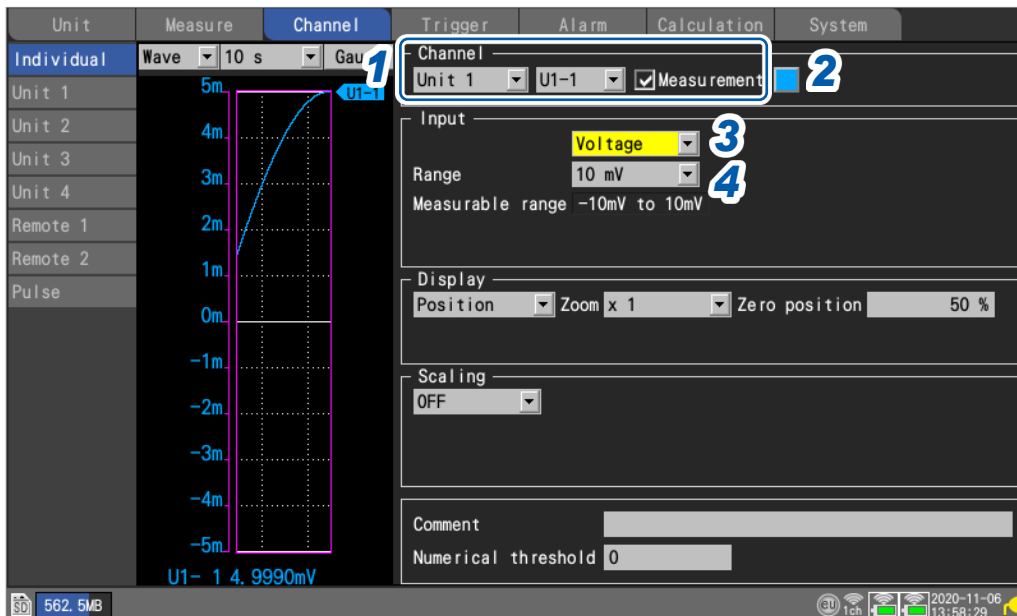 Unit Measure Channel Trigger Alarm Calculation System
Individual
Unit 1
Unit 2
Unit 3
Unit 4
Remote 1
Remote 2
Pulse
Wave 10 s Gau
5m U1-1
4m
3m
2m
1m
0m
-1m
-2m
-3m
-4m
-5m
U1- 1 4. 9990mV
1
Channel
Unit 1 U1-1 Measurement 2
Input
Voltage 3
Range 10 mV 4
Measurable range -10mV to 10mV
Display
Position Zoom x 1 Zero position 50 %
Scaling
OFF
Comment
Numerical threshold 0
SD 562. 5MB
eu 1ch 2020-11-06
13:58:29